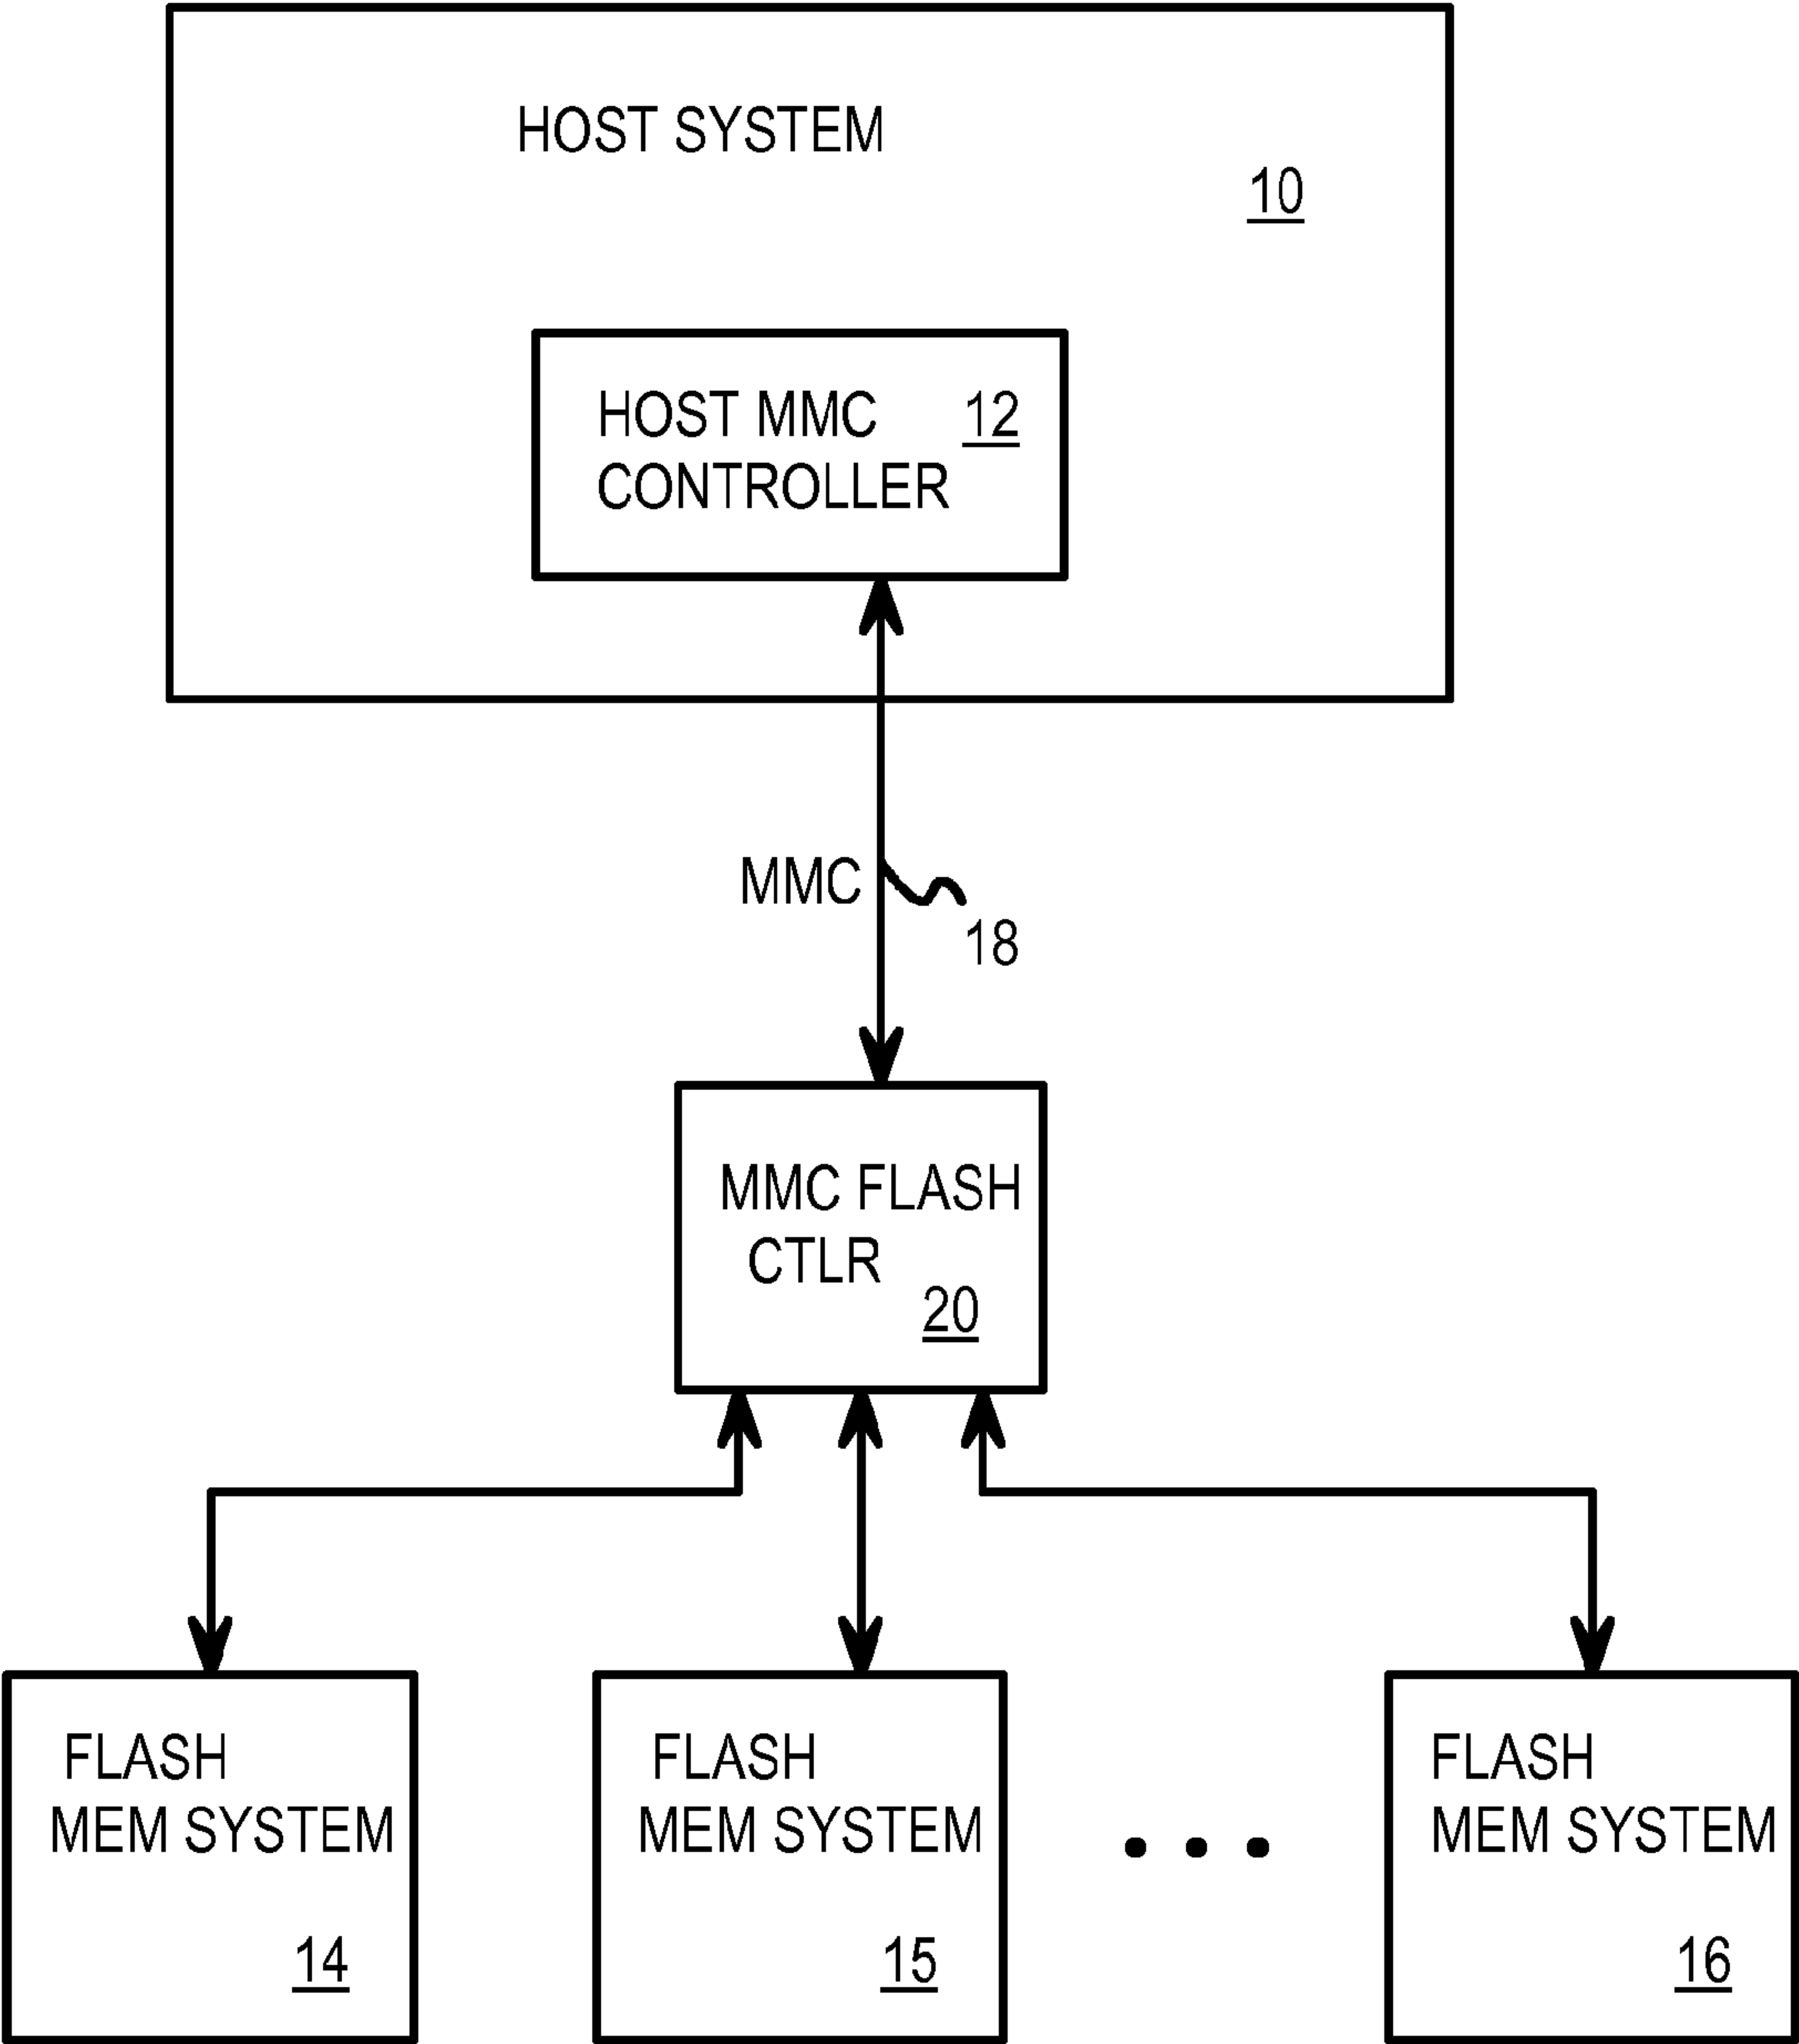 HOST SYSTEM
10
HOST MMC 12
CONTROLLER
MMC
18
MMC FLASH
CTLR
20
FLASH
MEM SYSTEM
14
FLASH
MEM SYSTEM
15
FLASH
MEM SYSTEM
16